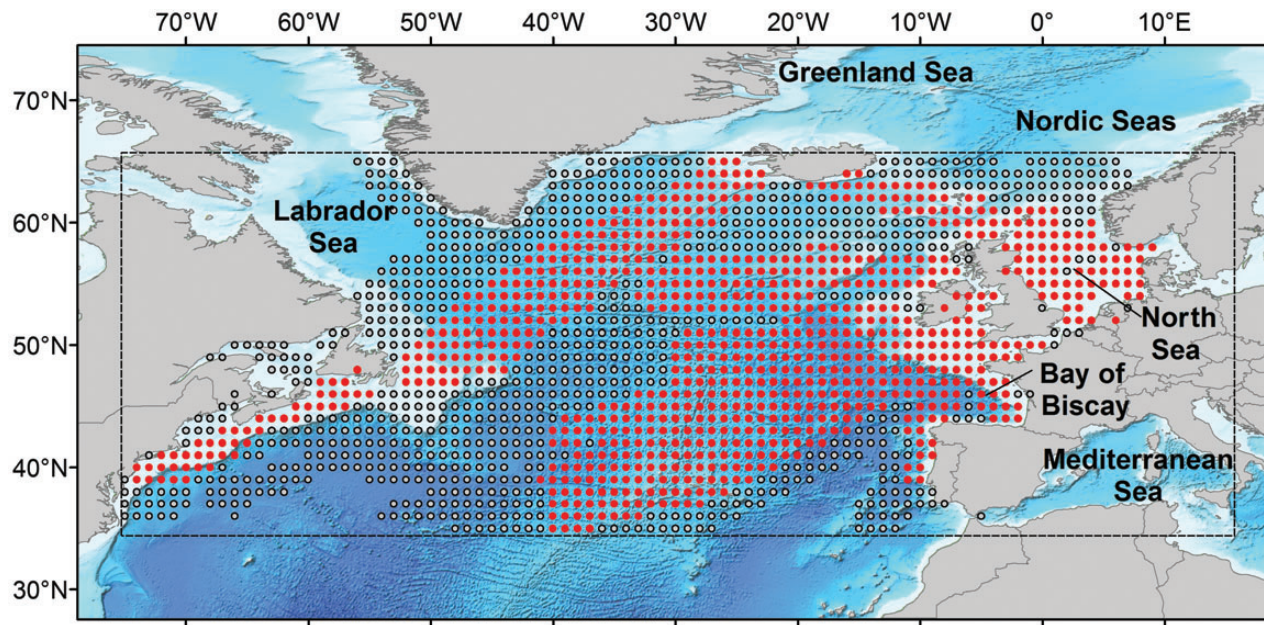 70°W 60°W 50°W 40°W 30°W 20°W 10°W 0° 10°E
Greenland Sea
70°N
Nordic Seas
Labrador
Sea
60°N
50°N
North
Sea
Bay of
Biscay
40°N
Mediterranean
Sea
30°N